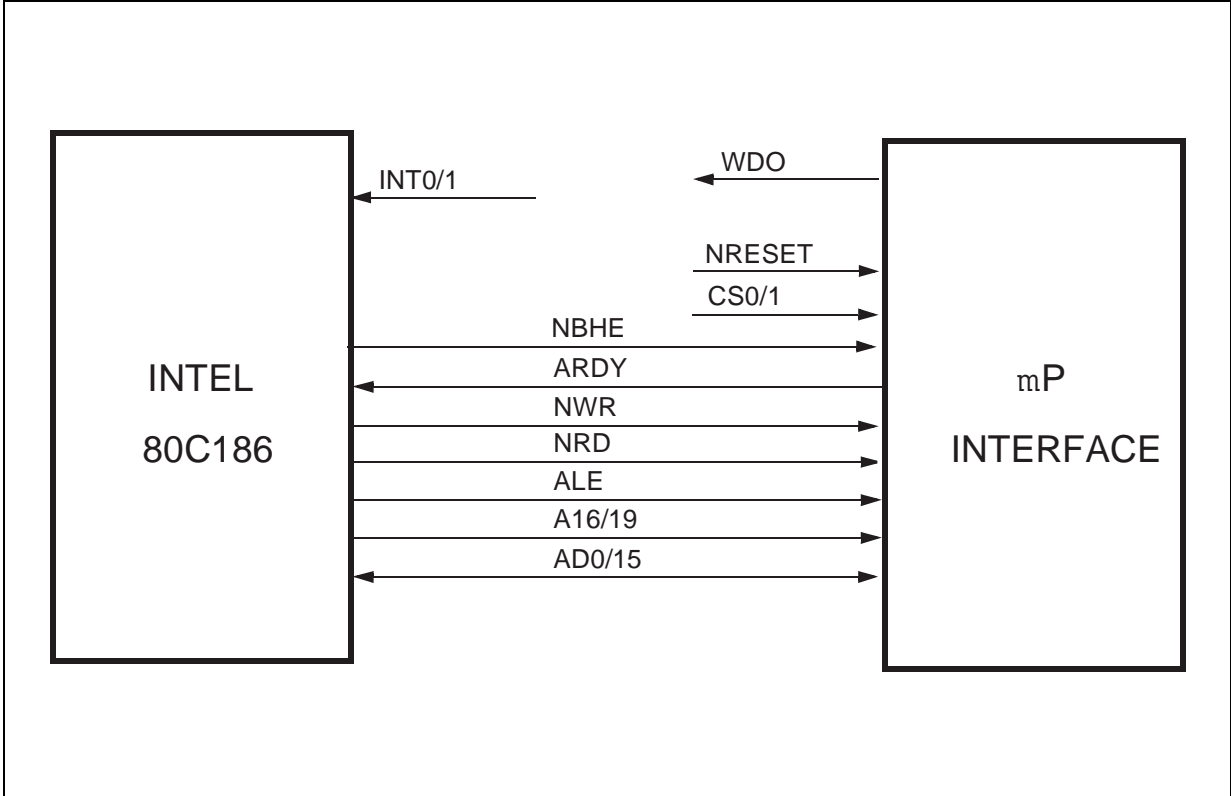 WDO
INT0/1
NRESET
CS0/1
NBHE
ARDY
INTEL
mP
NWR
NRD
80C186
INTERFACE
ALE
A16/19
AD0/15